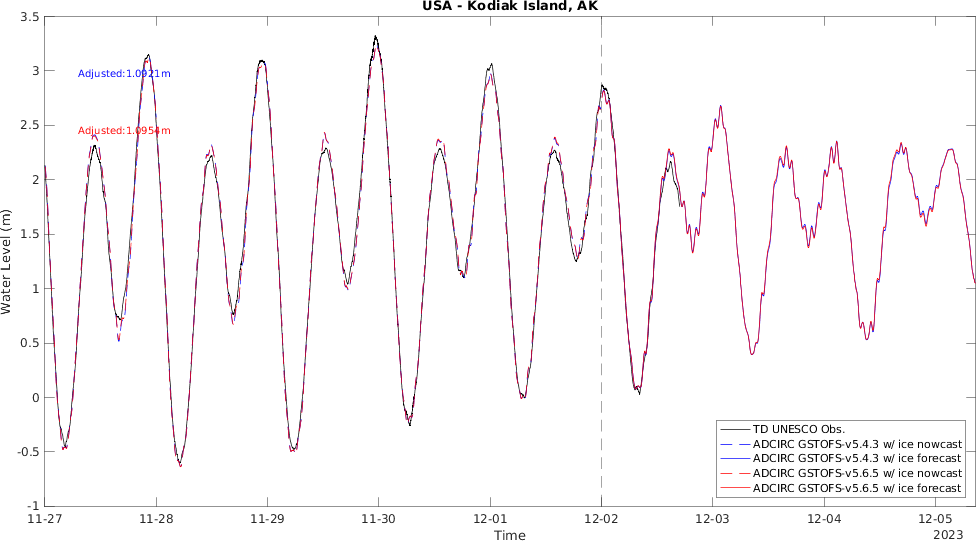 USA - Kodiak Island, AK
3.5
3
2.5
2
1.5
1
0.5
0
-0.5
-1
Water Level (m)
Adjusted:1.0921m
Adjusted:1.0954m
TD UNESCO Obs.
ADCIRC GSTOFS-v5.4.3 w/ ice nowcast
ADCIRC GSTOFS-v5.4.3 w/ ice forecast
ADCIRC GSTOFS-v5.6.5 w/ ice nowcast
ADCIRC GSTOFS-v5.6.5 w/ ice forecast
11-27 11-28 11-29 11-30 12-01 12-02 12-03 12-04 12-05
Time
2023